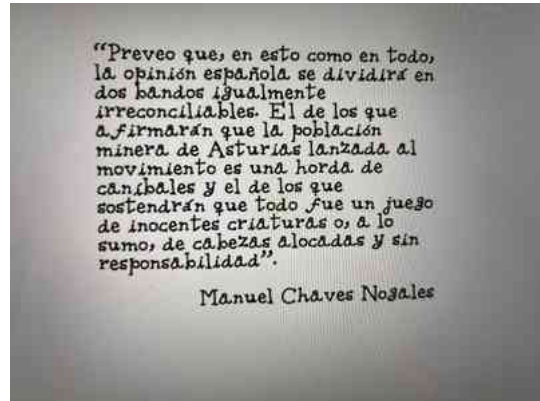 “Preveo que, en esto como en todo,
la opinión española se dividirá en
dos bandos igualmente
irreconciliables. El de los que
afirmarán que la población
minera de Asturias lanzada al
movimiento es una horda de
caníbales y el de los que
sostendrán que todo fue un juego
de inocentes criaturas o, a lo
sumo, de cabezas alocadas y sin
responsabilidad”.
Manuel Chaves Nogales